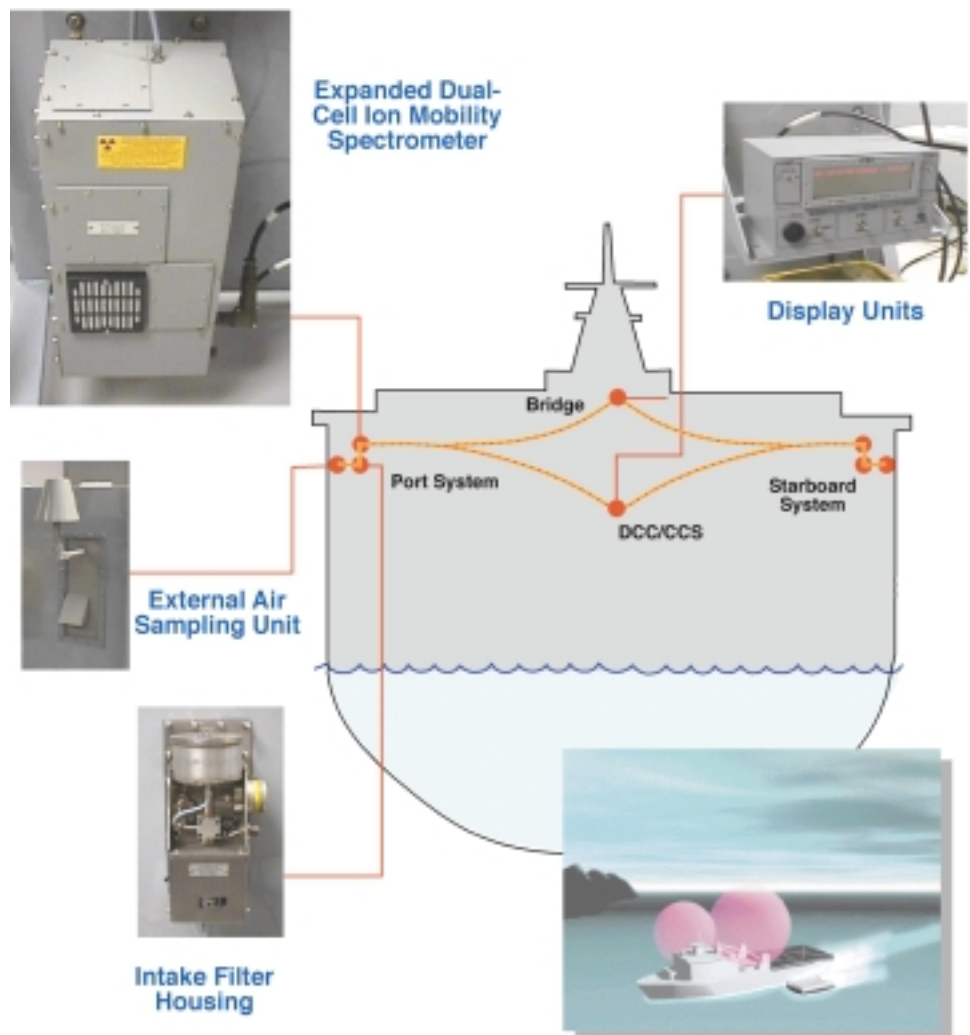 Expanded Dual-
Cell Ion Mobility
Spectrometer
Display Units
Bridge
Port System
Starboard
System
DCC/CCS
External Air
Sampling Unit
Intake Filter
Housing